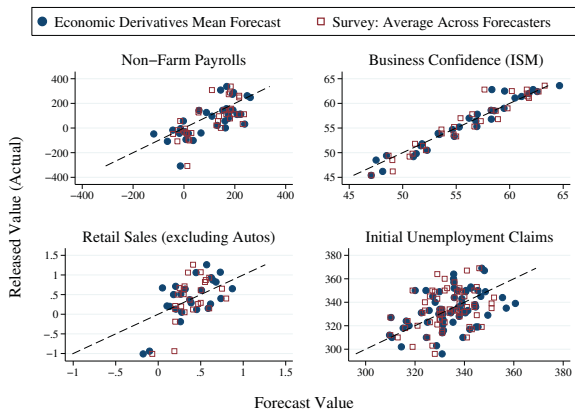 Economic Derivatives Mean Forecast Survey: Average Across Forecasters
Non−Farm Payrolls
400
200
0
−200
−400
−400 −200 0 200 400
Business Confidence (ISM)
65
60
55
50
45
45 50 55 60 65
Released Value (Actual)
Retail Sales (excluding Autos)
1.5
1
.5
0
−.5
−1
−1.5 −1 −.5 0 .5 1 1.5
Initial Unemployment Claims
380
360
340
320
300
300 320 340 360 380
Forecast Value